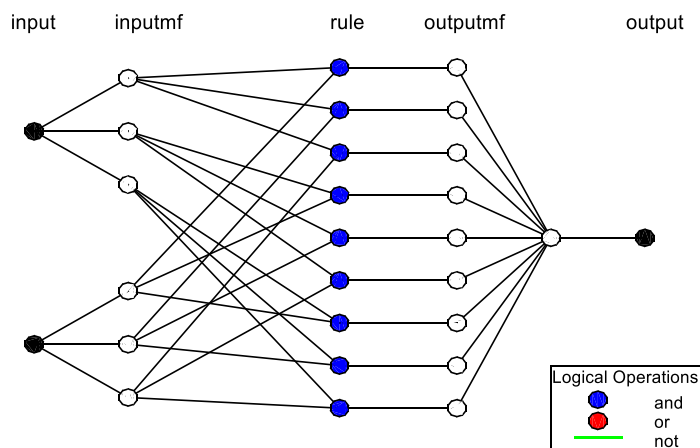 input inputmf rule outputmf output
Logical Operations
and
or
not